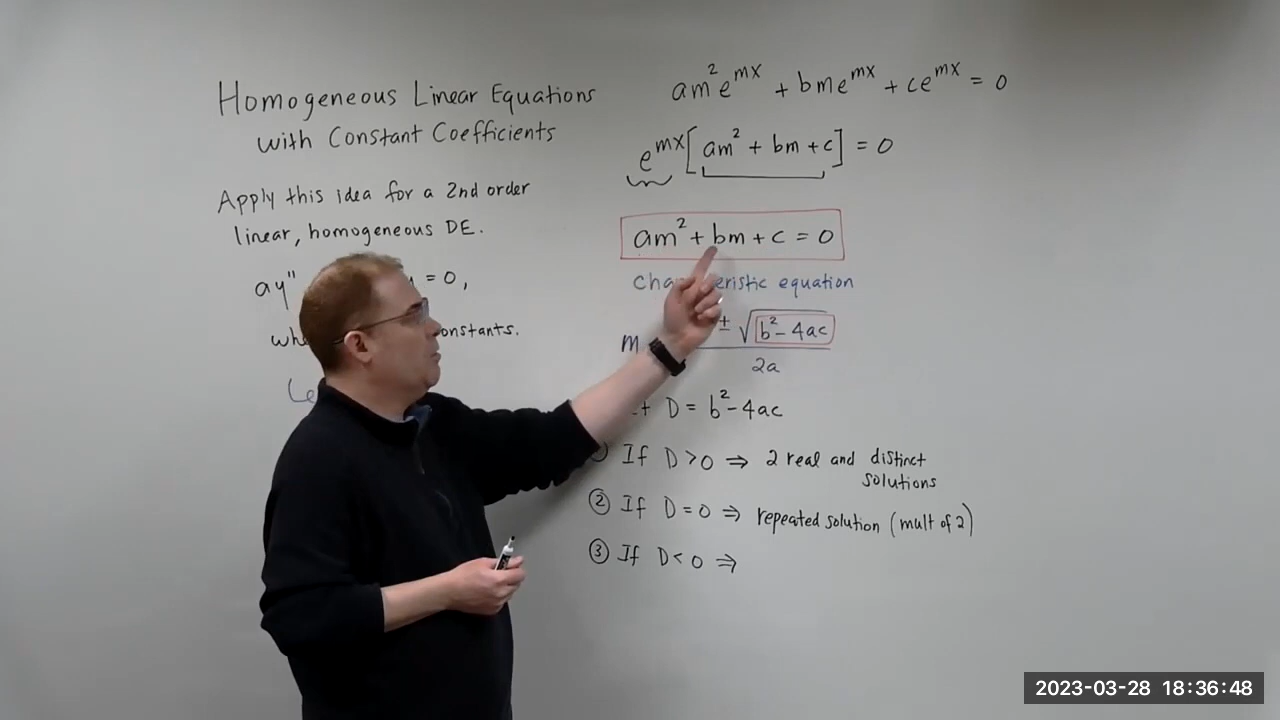 Homogeneous Linear Equations
with Constant Coefficients
Apply this idea for a 2nd order
linear, homogeneous DE.
ay" = 0,
constants.
am²e^mx + bme^mx + ce^mx = 0
e^mx[am² + bm + c] = 0
am² + bm + c = 0
characteristic equation
m ± √b² - 4ac
2a
D = b² - 4ac
If D > 0 ⇒ 2 real and distinct
solutions
② If D = 0 ⇒ repeated solution (mult of 2)
③ If D < 0 ⇒
2023-03-28 18:36:48